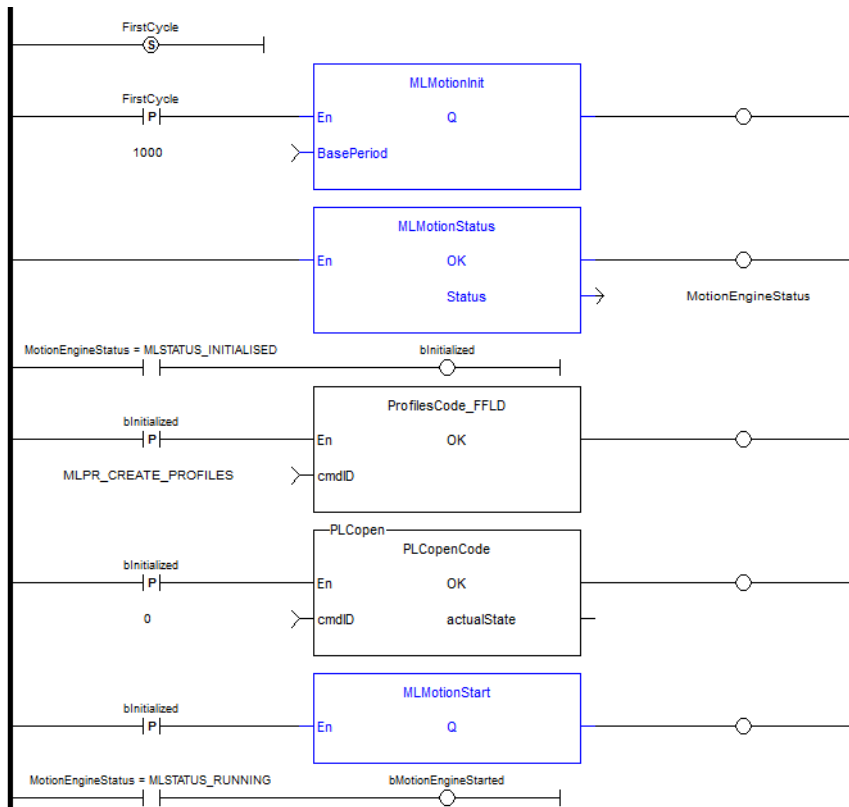 FirstCycle
S
FirstCycle
P
MLMotionInit
En
Q
1000
BasePeriod
MLMotionStatus
En
OK
Status
MotionEngineStatus
MotionEngineStatus = MLSTATUS_INITIALISED
bInitialized
ProfilesCode_FFLD
bInitialized
P
En
OK
MLPR_CREATE_PROFILES
cmdID
PLCopen
PLCopenCode
bInitialized
P
En
OK
0
cmdID
actualState
MLMotionStart
bInitialized
P
En
Q
MotionEngineStatus = MLSTATUS_RUNNING
bMotionEngineStarted